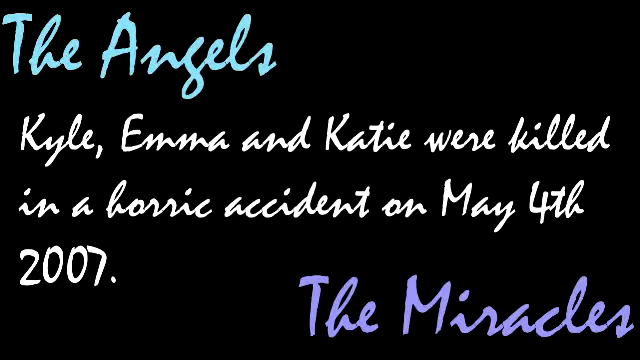 The Angels
Kyle, Emma and Katie were killed
in a horric accident on May 4th
2007.
The Miracles